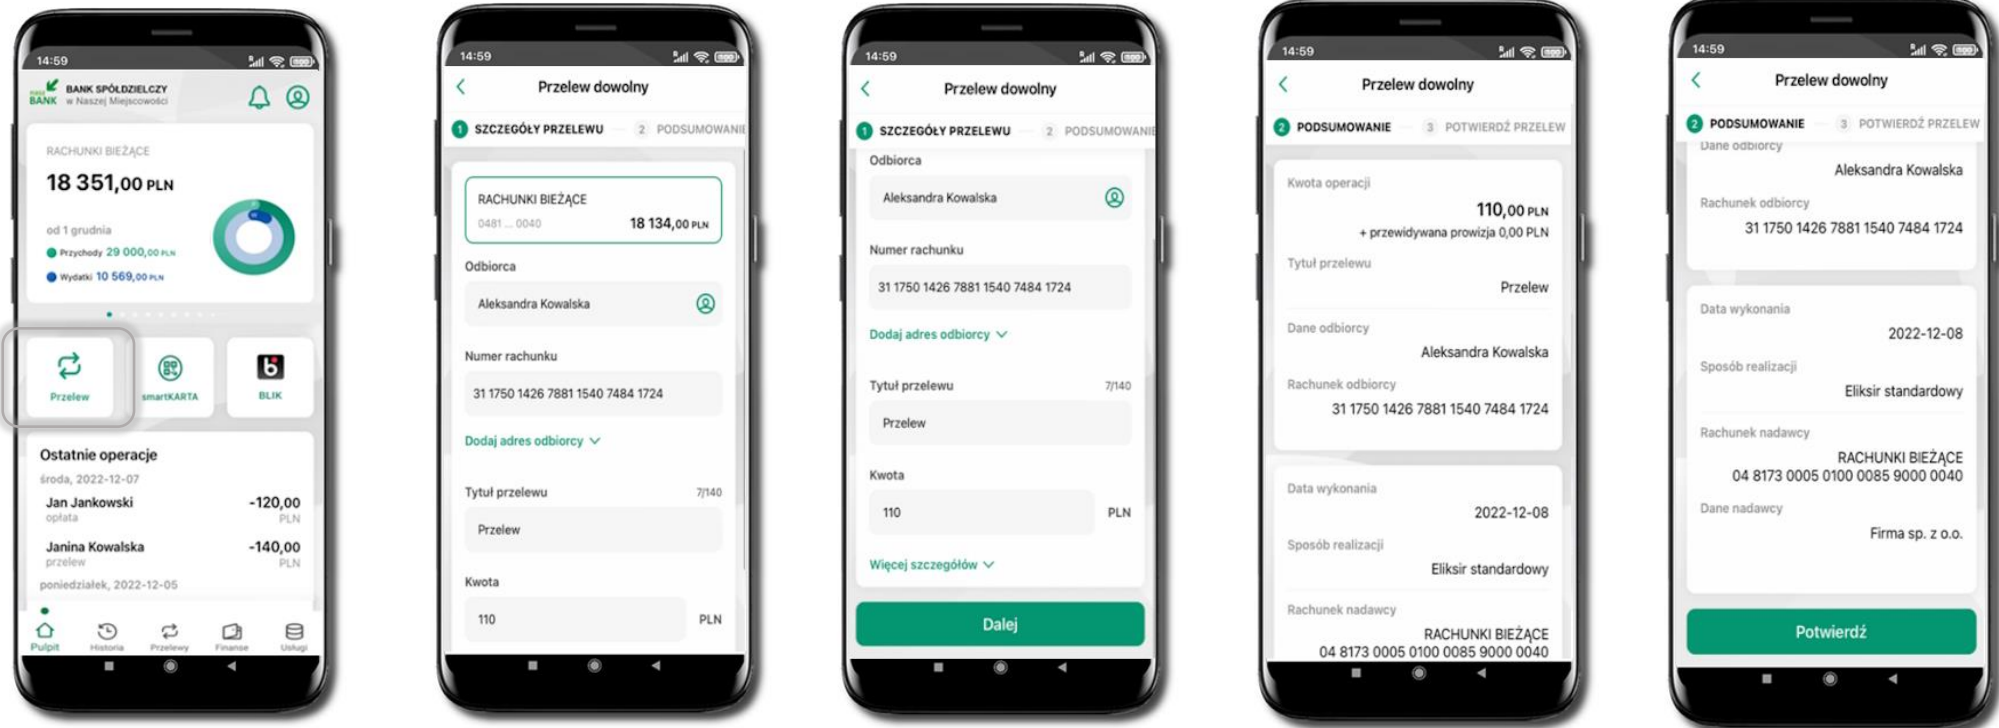 14:59
NASZ BANK
BANK SPÓŁDZIELCZY
w Naszej Miejscowości
RACHUNKI BIEŻĄCE
18 351,00 PLN
od 1 grudnia
Przychody 29 000,00 PLN
Wydatki 10 569,00 PLN
Przelew
smartKARTA
BLIK
Ostatnie operacje
środa, 2022-12-07
Jan Jankowski -120,00
opłata PLN
Janina Kowalska -140,00
przelew PLN
poniedziałek, 2022-12-05
Pulpit Historia Przelewy Finanse Usługi
14:59
Przelew dowolny
1 SZCZEGÓŁY PRZELEWU 2 PODSUMOWANIE
RACHUNKI BIEŻĄCE
0481 ... 0040 18 134,00 PLN
Odbiorca
Aleksandra Kowalska
Numer rachunku
31 1750 1426 7881 1540 7484 1724
Dodaj adres odbiorcy
Tytuł przelewu 7/140
Przelew
Kwota
110 PLN
14:59
Przelew dowolny
1 SZCZEGÓŁY PRZELEWU 2 PODSUMOWANIE
Odbiorca
Aleksandra Kowalska
Numer rachunku
31 1750 1426 7881 1540 7484 1724
Dodaj adres odbiorcy
Tytuł przelewu 7/140
Przelew
Kwota
110 PLN
Więcej szczegółów
Dalej
14:59
Przelew dowolny
2 PODSUMOWANIE 3 POTWIERDŹ PRZELEW
Kwota operacji
110,00 PLN
+ przewidywana prowizja 0,00 PLN
Tytuł przelewu
Przelew
Dane odbiorcy
Aleksandra Kowalska
Rachunek odbiorcy
31 1750 1426 7881 1540 7484 1724
Data wykonania
2022-12-08
Sposób realizacji
Eliksir standardowy
Rachunek nadawcy
RACHUNKI BIEŻĄCE
04 8173 0005 0100 0085 9000 0040
14:59
Przelew dowolny
2 PODSUMOWANIE 3 POTWIERDŹ PRZELEW
Dane odbiorcy
Aleksandra Kowalska
Rachunek odbiorcy
31 1750 1426 7881 1540 7484 1724
Data wykonania
2022-12-08
Sposób realizacji
Eliksir standardowy
Rachunek nadawcy
RACHUNKI BIEŻĄCE
04 8173 0005 0100 0085 9000 0040
Dane nadawcy
Firma sp. z o.o.
Potwierdź